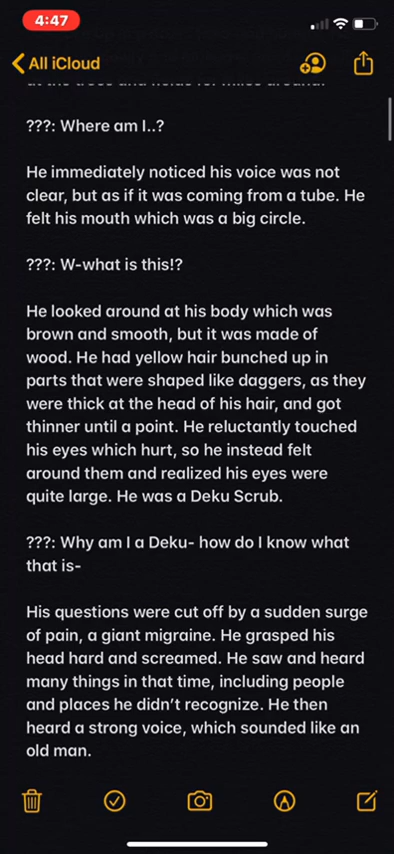 4:47
All iCloud
at the trees and fields for miles around.
???: Where am I..?
He immediately noticed his voice was not
clear, but as if it was coming from a tube. He
felt his mouth which was a big circle.
???: W-what is this!?
He looked around at his body which was
brown and smooth, but it was made of
wood. He had yellow hair bunched up in
parts that were shaped like daggers, as they
were thick at the head of his hair, and got
thinner until a point. He reluctantly touched
his eyes which hurt, so he instead felt
around them and realized his eyes were
quite large. He was a Deku Scrub.
???: Why am I a Deku- how do I know what
that is-
His questions were cut off by a sudden surge
of pain, a giant migraine. He grasped his
head hard and screamed. He saw and heard
many things in that time, including people
and places he didn’t recognize. He then
heard a strong voice, which sounded like an
old man.